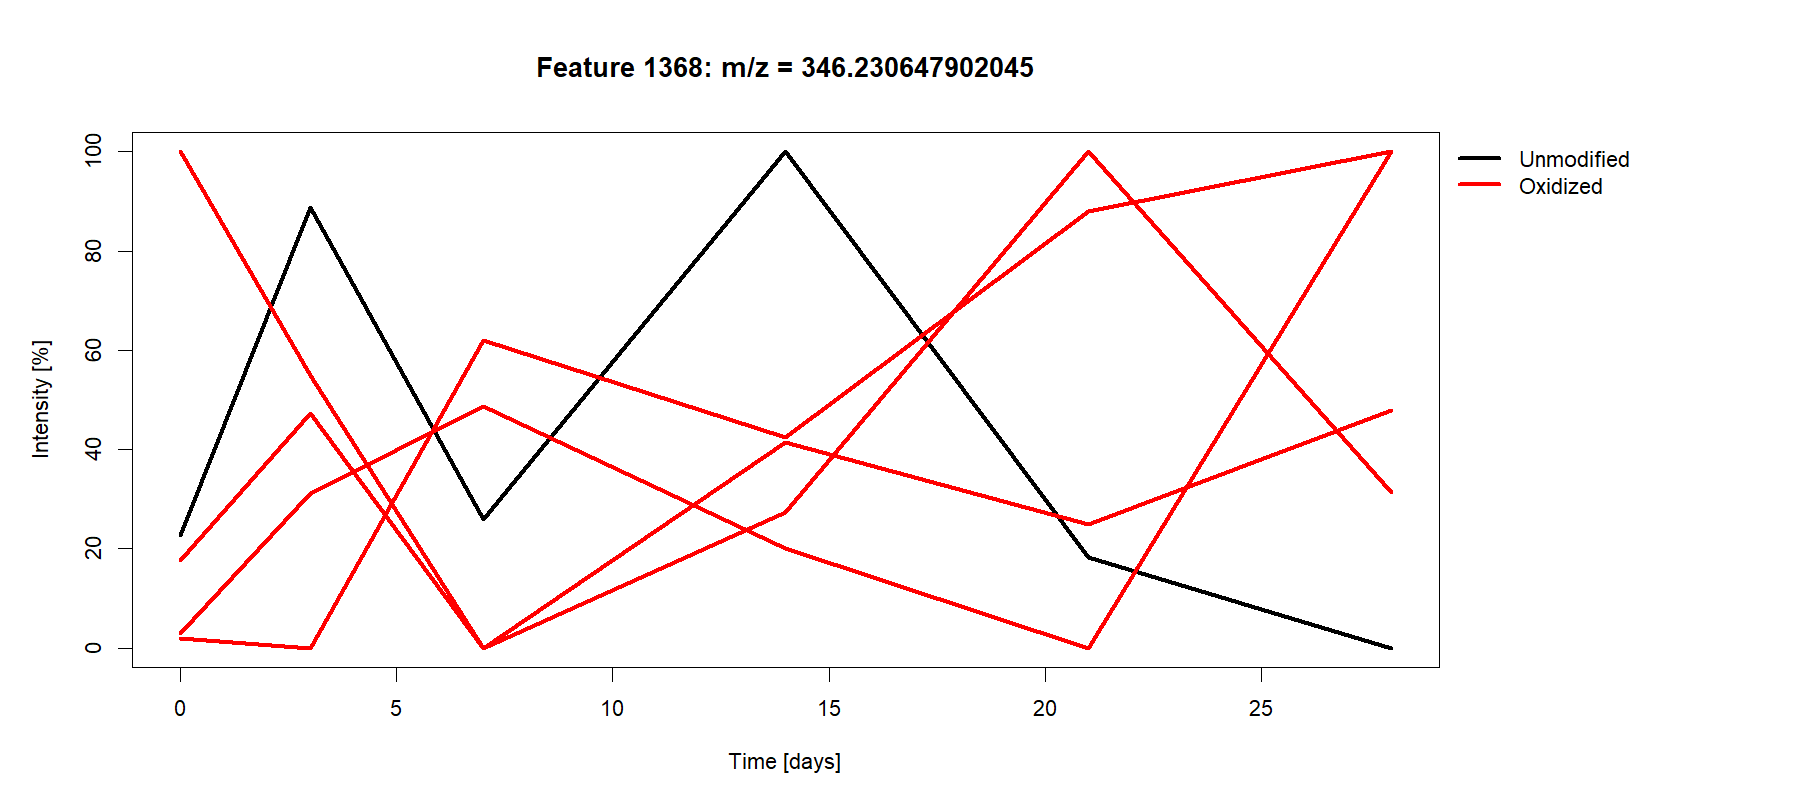 Feature 1368: m/z = 346.230647902045
Unmodified
Oxidized
Intensity [%]
100
80
60
40
20
0
0 5 10 15 20 25
Time [days]